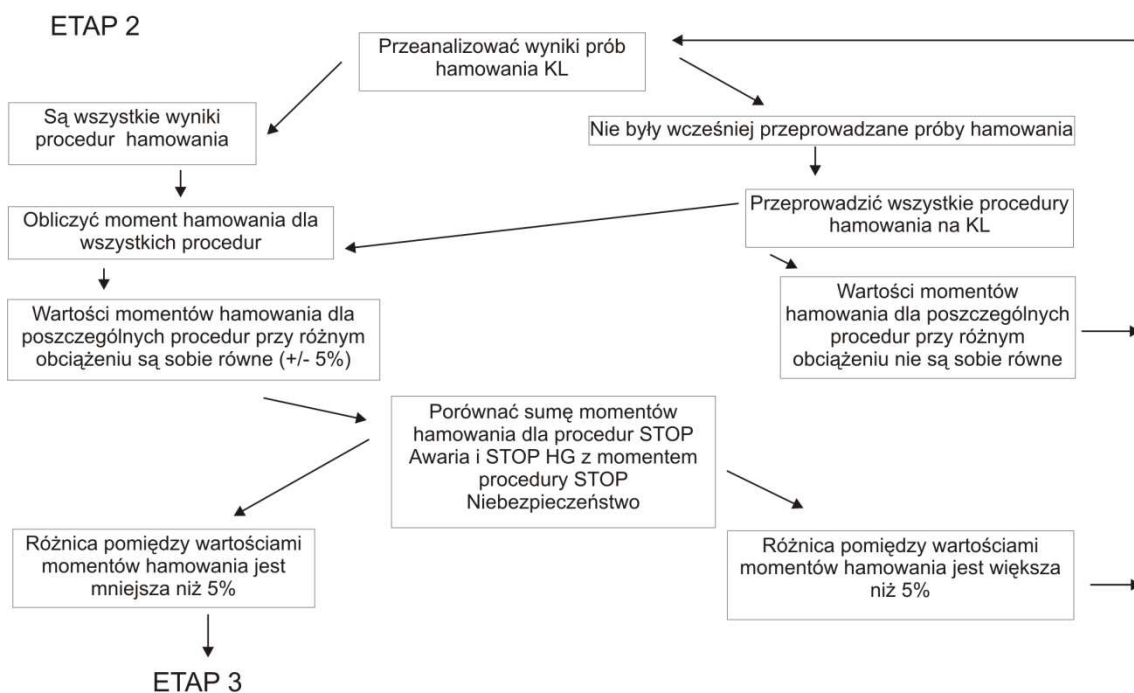 ETAP 2
Przeanalizować wyniki prób
hamowania KL
Są wszystkie wyniki
procedur hamowania
Nie były wcześniej przeprowadzane próby hamowania
Obliczyć moment hamowania dla
wszystkich procedur
Przeprowadzić wszystkie procedury
hamowania na KL
Wartości momentów hamowania dla
poszczególnych procedur przy różnym
obciążeniu są sobie równe (+/- 5%)
Wartości momentów
hamowania dla poszczególnych
procedur przy różnym
obciążeniu nie są sobie równe
Porównać sumę momentów
hamowania dla procedur STOP
Awaria i STOP HG z momentem
procedury STOP
Niebezpieczeństwo
Różnica pomiędzy wartościami
momentów hamowania jest
mniejsza niż 5%
Różnica pomiędzy wartościami
momentów hamowania jest większa
niż 5%
ETAP 3